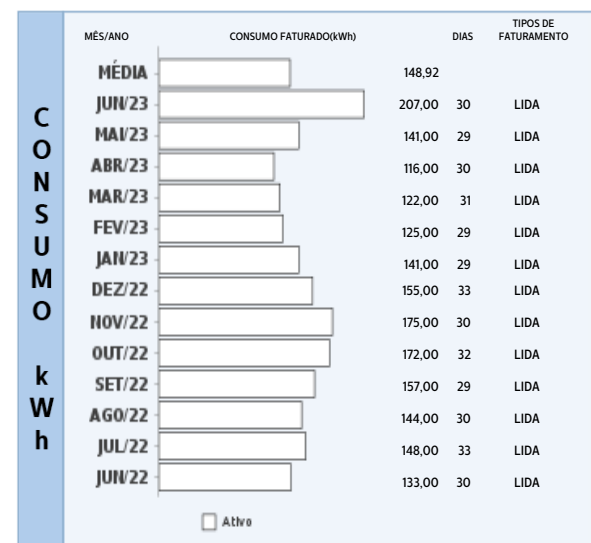 MÊS/ANO CONSUMO FATURADO(kWh) DIAS TIPOS DE FATURAMENTO
MÉDIA 148,92
JUN/23 207,00 30 LIDA
MAI/23 141,00 29 LIDA
ABR/23 116,00 30 LIDA
MAR/23 122,00 31 LIDA
FEV/23 125,00 29 LIDA
JAN/23 141,00 29 LIDA
DEZ/22 155,00 33 LIDA
NOV/22 175,00 30 LIDA
OUT/22 172,00 32 LIDA
SET/22 157,00 29 LIDA
AGO/22 144,00 30 LIDA
JUL/22 148,00 33 LIDA
JUN/22 133,00 30 LIDA
Ativo
CONSUMO kWh